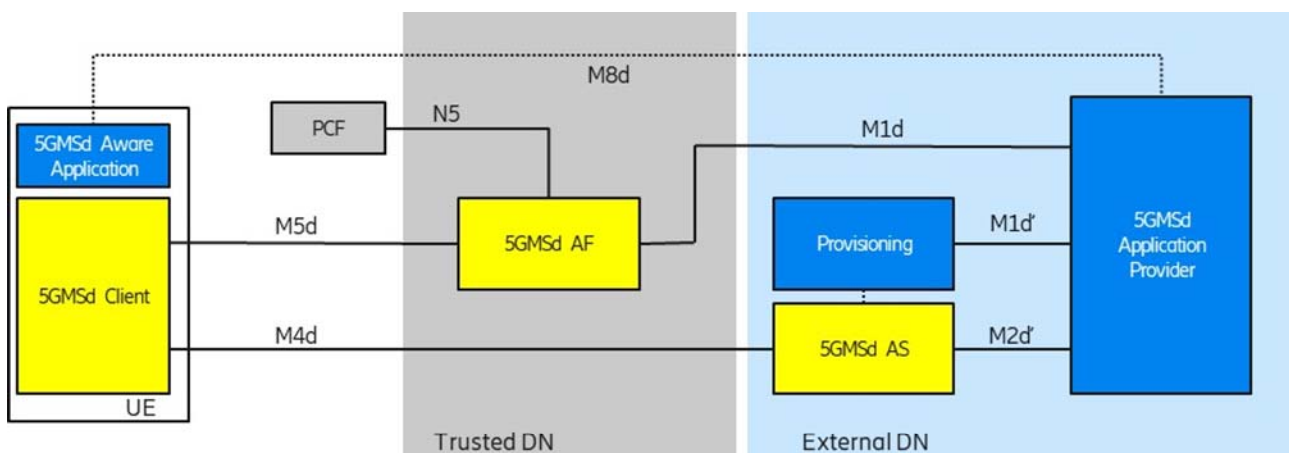 M8d
5GMSd Aware
Application
PCF
N5
M1d
M5d
5GMSd AF
Provisioning
M1d'
5GMSd
Application
Provider
5GMSd Client
M4d
5GMSd AS
M2d'
UE
Trusted DN
External DN